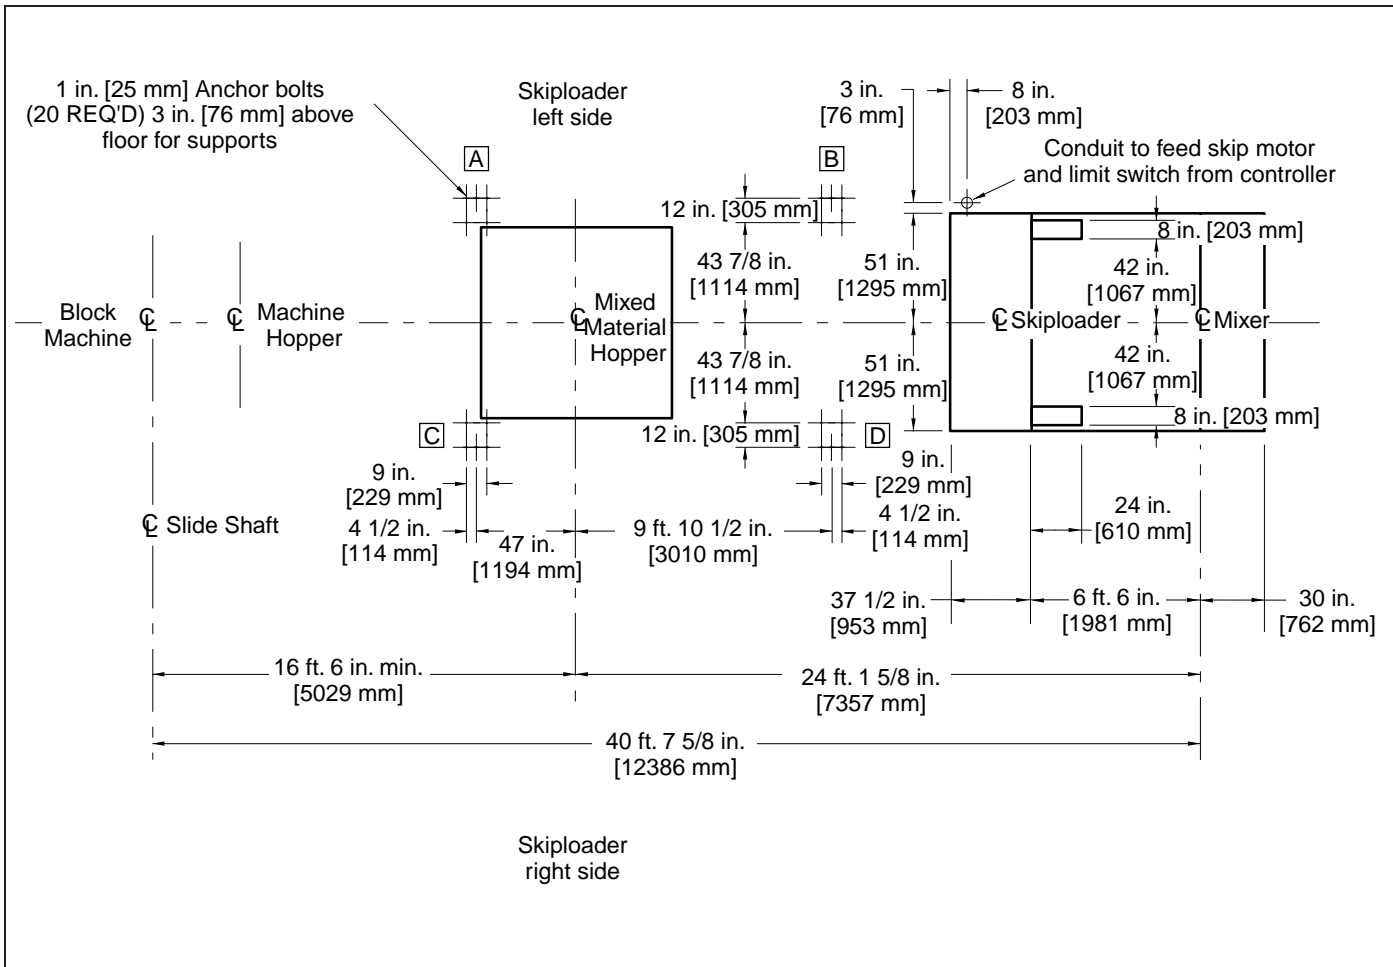 1 in. [25 mm] Anchor bolts
(20 REQ'D) 3 in. [76 mm] above
floor for supports
Skiploader
left side
3 in.
[76 mm]
8 in.
[203 mm]
Conduit to feed skip motor
and limit switch from controller
A
B
12 in. [305 mm]
8 in. [203 mm]
43 7/8 in.
[1114 mm]
51 in.
[1295 mm]
42 in.
[1067 mm]
Block
Machine
℄
℄
Machine
Hopper
℄
Mixed
Material
Hopper
℄ Skiploader
℄ Mixer
43 7/8 in.
[1114 mm]
51 in.
[1295 mm]
42 in.
[1067 mm]
C
12 in. [305 mm]
D
8 in. [203 mm]
9 in.
[229 mm]
9 in.
[229 mm]
℄ Slide Shaft
4 1/2 in.
[114 mm]
47 in.
[1194 mm]
9 ft. 10 1/2 in.
[3010 mm]
4 1/2 in.
[114 mm]
24 in.
[610 mm]
37 1/2 in.
[953 mm]
6 ft. 6 in.
[1981 mm]
30 in.
[762 mm]
16 ft. 6 in. min.
[5029 mm]
24 ft. 1 5/8 in.
[7357 mm]
40 ft. 7 5/8 in.
[12386 mm]
Skiploader
right side